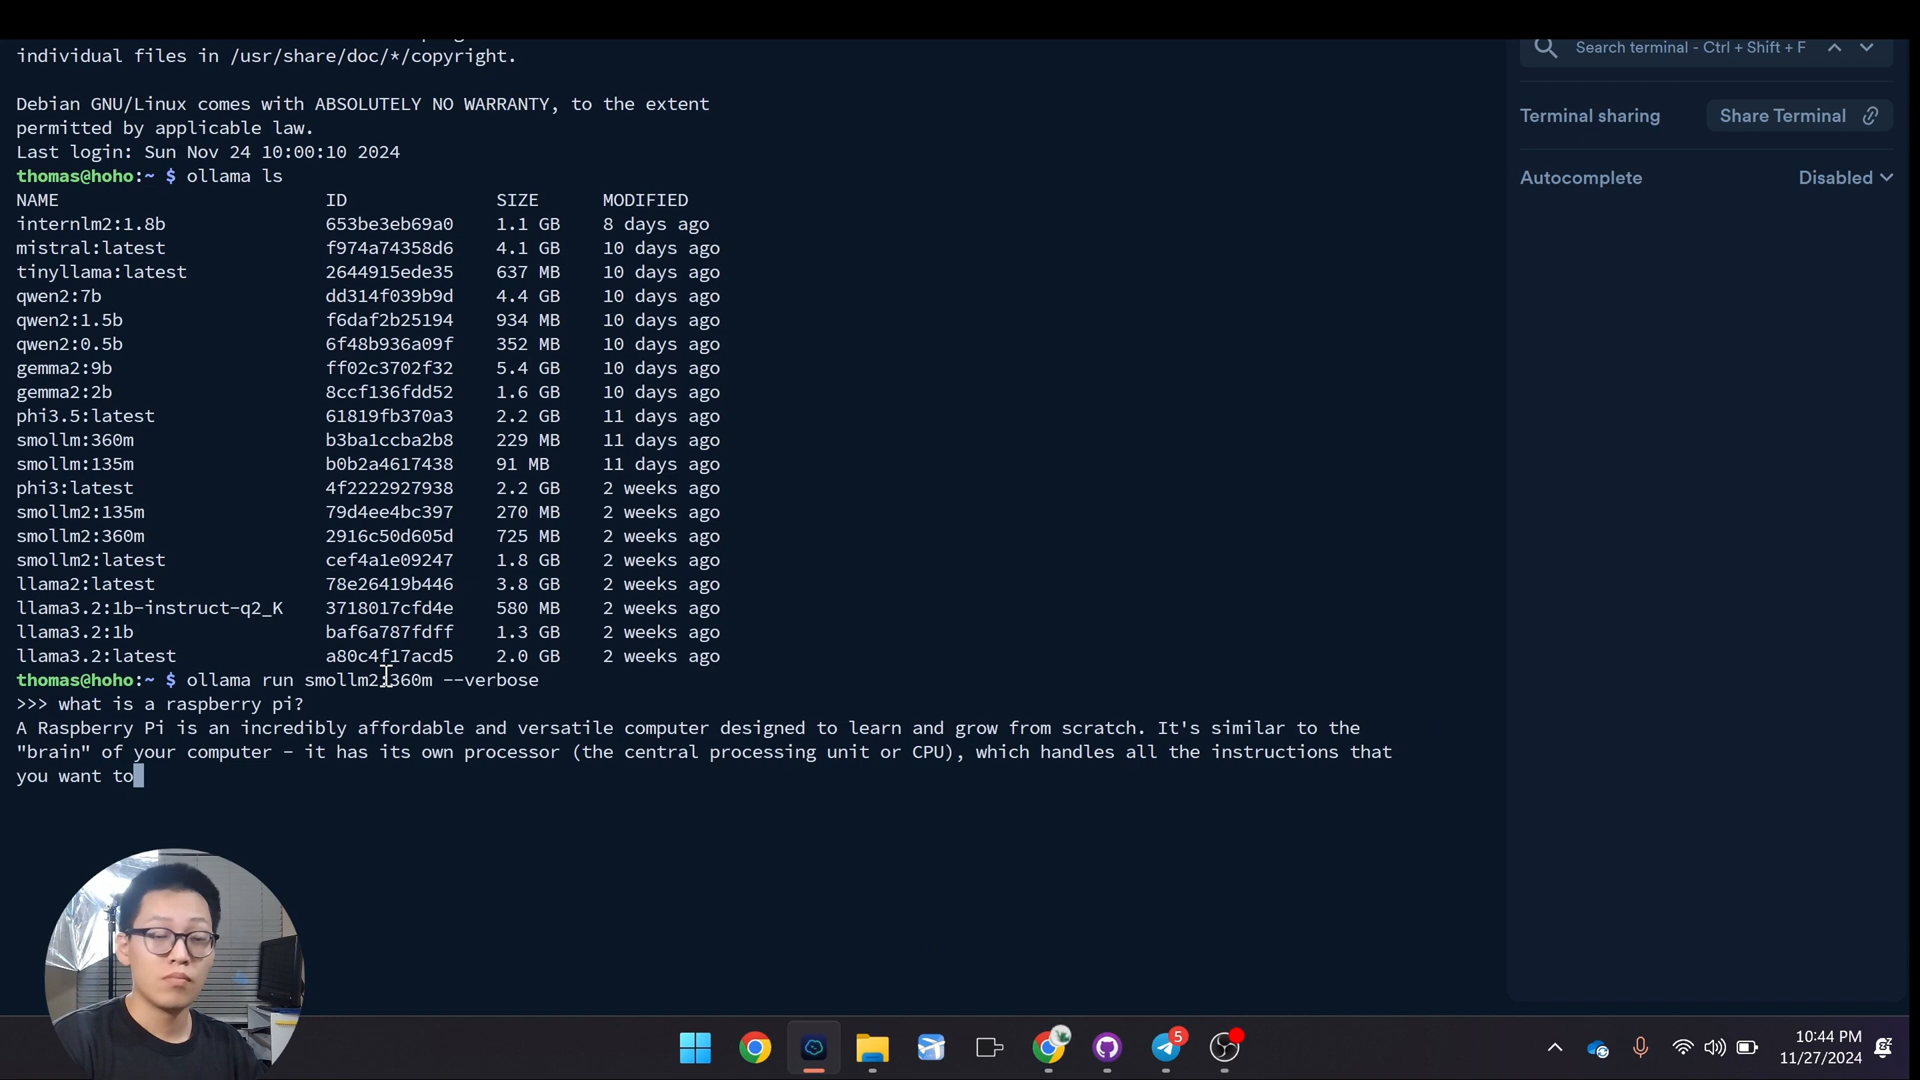 individual files in /usr/share/doc/*/copyright.
Search terminal - Ctrl + Shift + F
Debian GNU/Linux comes with ABSOLUTELY NO WARRANTY, to the extent
permitted by applicable law.
Terminal sharing
Share Terminal
Last login: Sun Nov 24 10:00:10 2024
thomas@hoho:~ $ ollama ls
Autocomplete
Disabled
NAME ID SIZE MODIFIED
internlm2:1.8b 653be3eb69a0 1.1 GB 8 days ago
mistral:latest f974a74358d6 4.1 GB 10 days ago
tinyllama:latest 2644915ede35 637 MB 10 days ago
qwen2:7b dd314f039b9d 4.4 GB 10 days ago
qwen2:1.5b f6daf2b25194 934 MB 10 days ago
qwen2:0.5b 6f48b936a09f 352 MB 10 days ago
gemma2:9b ff02c3702f32 5.4 GB 10 days ago
gemma2:2b 8ccf136fdd52 1.6 GB 10 days ago
phi3.5:latest 61819fb370a3 2.2 GB 11 days ago
smollm:360m b3ba1ccba2b8 229 MB 11 days ago
smollm:135m b0b2a4617438 91 MB 11 days ago
phi3:latest 4f2222927938 2.2 GB 2 weeks ago
smollm2:135m 79d4ee4bc397 270 MB 2 weeks ago
smollm2:360m 2916c50d605d 725 MB 2 weeks ago
smollm2:latest cef4a1e09247 1.8 GB 2 weeks ago
llama2:latest 78e26419b446 3.8 GB 2 weeks ago
llama3.2:1b-instruct-q2_K 3718017cfd4e 580 MB 2 weeks ago
llama3.2:1b baf6a787fdff 1.3 GB 2 weeks ago
llama3.2:latest a80c4f17acd5 2.0 GB 2 weeks ago
thomas@hoho:~ $ ollama run smollm2:360m --verbose
>>> what is a raspberry pi?
A Raspberry Pi is an incredibly affordable and versatile computer designed to learn and grow from scratch. It's similar to the
"brain" of your computer - it has its own processor (the central processing unit or CPU), which handles all the instructions that
you want to
5
10:44 PM
11/27/2024